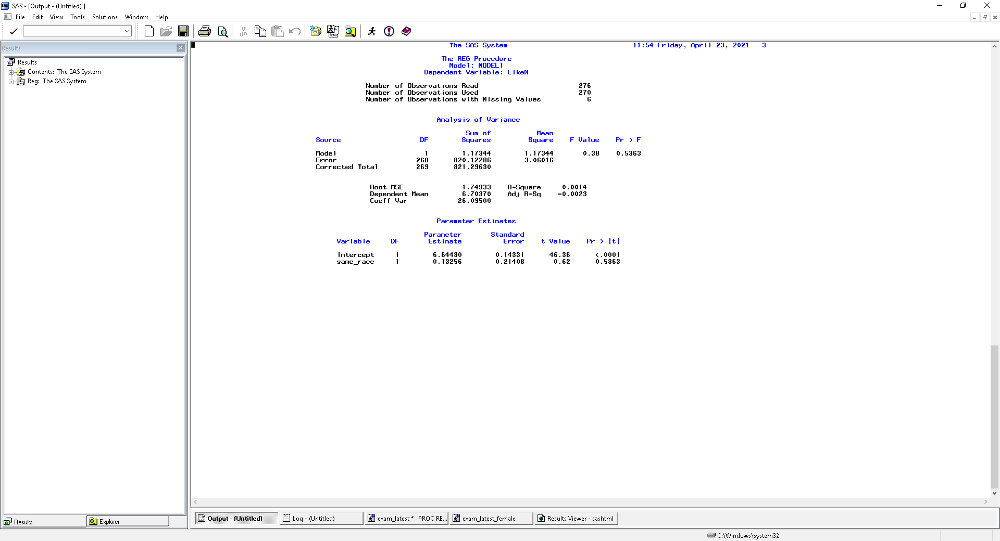 SAS - [Output - (Untitled) ]
File Edit View Tools Solutions Window Help
Results
Results
Contents: The SAS System
Reg: The SAS System
The SAS System 11:54 Friday, April 23, 2021 3
The REG Procedure
Model: MODEL1
Dependent Variable: LikeM
Number of Observations Read 276
Number of Observations Used 270
Number of Observations with Missing Values 6
Analysis of Variance
Sum of Mean
Source DF Squares Square F Value Pr > F
Model 1 1.17344 1.17344 0.38 0.5363
Error 268 820.12286 3.06016
Corrected Total 269 821.29630
Root MSE 1.74933 R-Square 0.0014
Dependent Mean 6.70370 Adj R-Sq -0.0023
Coeff Var 26.09500
Parameter Estimates
Parameter Standard
Variable DF Estimate Error t Value Pr > |t|
Intercept 1 6.64430 0.14331 46.36 <.0001
same_race 1 0.13256 0.21408 0.62 0.5363
Results Explorer
Output - (Untitled) Log - (Untitled) exam_latest * PROC RE... exam_latest_female Results Viewer - sashtml
C:\Windows\system32